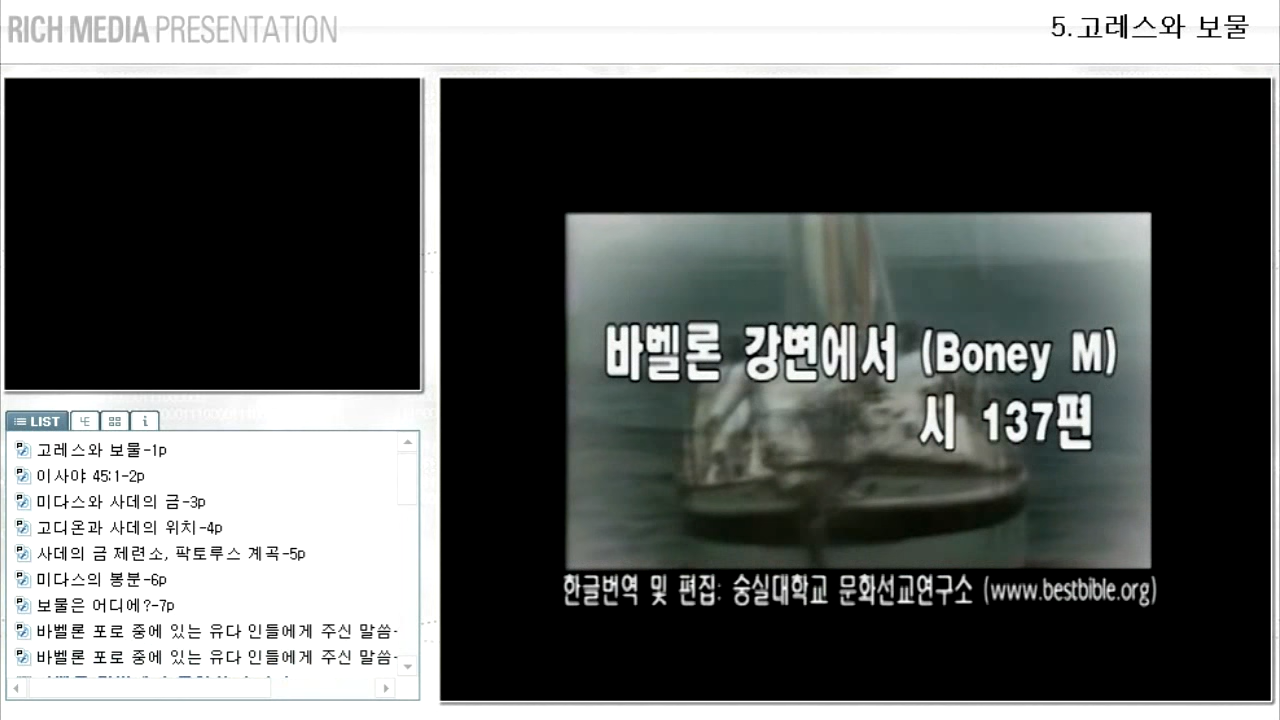 RICH MEDIA PRESENTATION
5.고레스와 보물
바벨론 강변에서 (Boney M)
시 137편
한글번역 및 편집: 숭실대학교 문화선교연구소 (www.bestbible.org)
LIST
고레스와 보물-1p
이사야 45:1-2p
미다스와 사데의 금-3p
고디온과 사데의 위치-4p
사데의 금 제련소, 팍토루스 계곡-5p
미다스의 봉분-6p
보물은 어디에?-7p
바벨론 포로 중에 있는 유다 인들에게 주신 말씀-
바벨론 포로 중에 있는 유다 인들에게 주신 말씀-